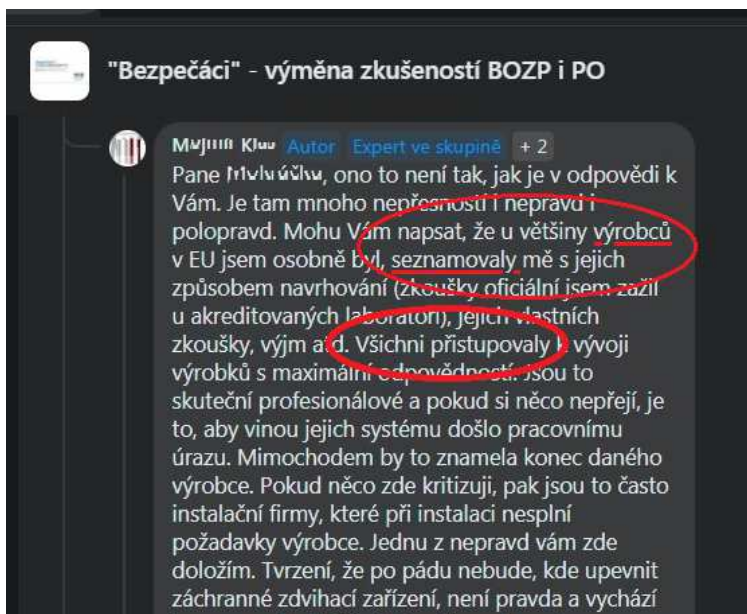 "Bezpečáci" - výměna zkušeností BOZP i PO
Autor Expert ve skupině + 2
Pane, ono to není tak, jak je v odpovědi k
Vám. Je tam mnoho nepřesností i nepravd i
polopravd. Mohu Vám napsat, že u většiny výrobců
v EU jsem osobně byl, seznamovaly mě s jejich
způsobem navrhování (zkoušky oficiální jsem zažil
u akreditovaných laboratoří), jejich vlastních
zkoušky, výjm atd. Všichni přistupovaly k vývoji
výrobků s maximální odpovědností. Jsou to
skuteční profesionálové a pokud si něco nepřejí, je
to, aby vinou jejich systému došlo pracovnímu
úrazu. Mimochodem by to znamela konec daného
výrobce. Pokud něco zde kritizuji, pak jsou to často
instalační firmy, které při instalaci nesplní
požadavky výrobce. Jednu z nepravd vám zde
doložím. Tvrzení, že po pádu nebude, kde upevnit
záchranné zdvihací zařízení, není pravda a vychází